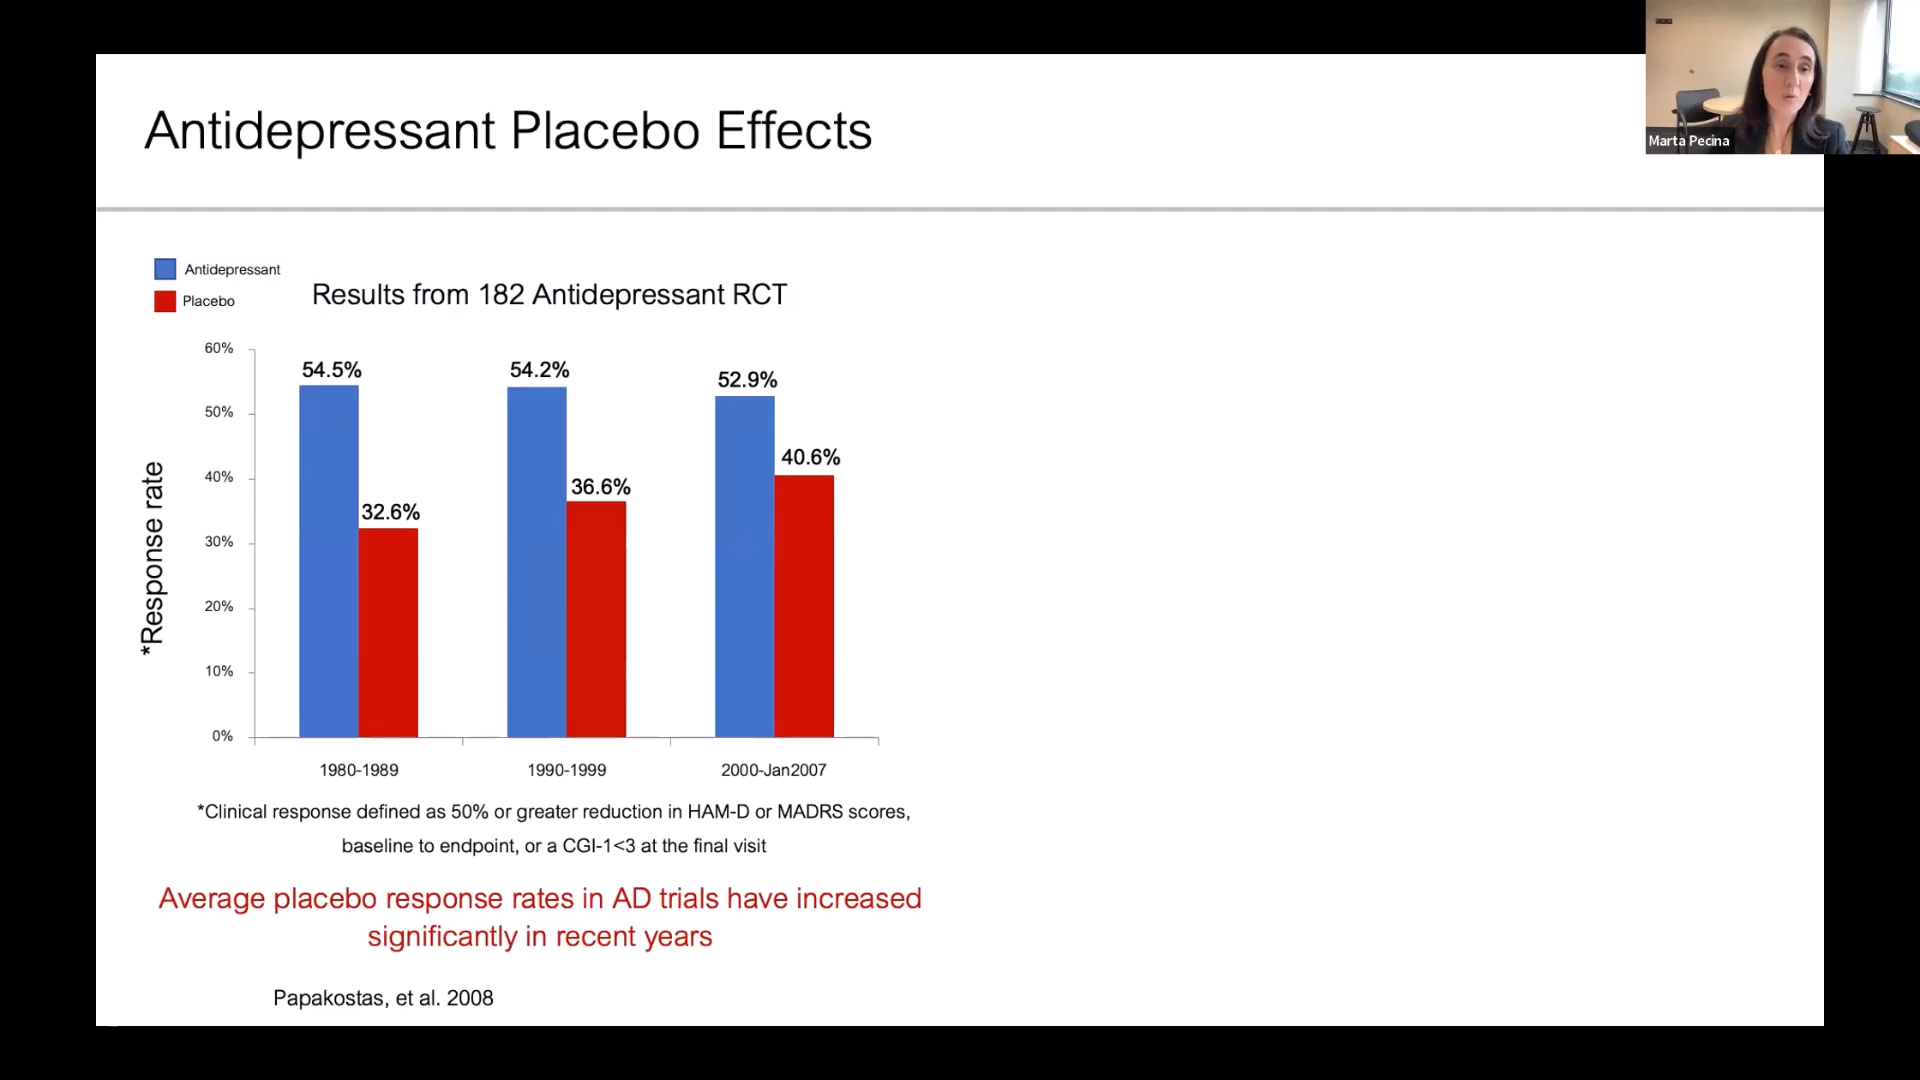 Marta Pecina
Antidepressant Placebo Effects
Antidepressant
Placebo
Results from 182 Antidepressant RCT
*Response rate
60%
50%
40%
30%
20%
10%
0%
54.5%
32.6%
54.2%
36.6%
52.9%
40.6%
1980-1989
1990-1999
2000-Jan2007
*Clinical response defined as 50% or greater reduction in HAM-D or MADRS scores,
baseline to endpoint, or a CGI-1<3 at the final visit
Average placebo response rates in AD trials have increased
significantly in recent years
Papakostas, et al. 2008